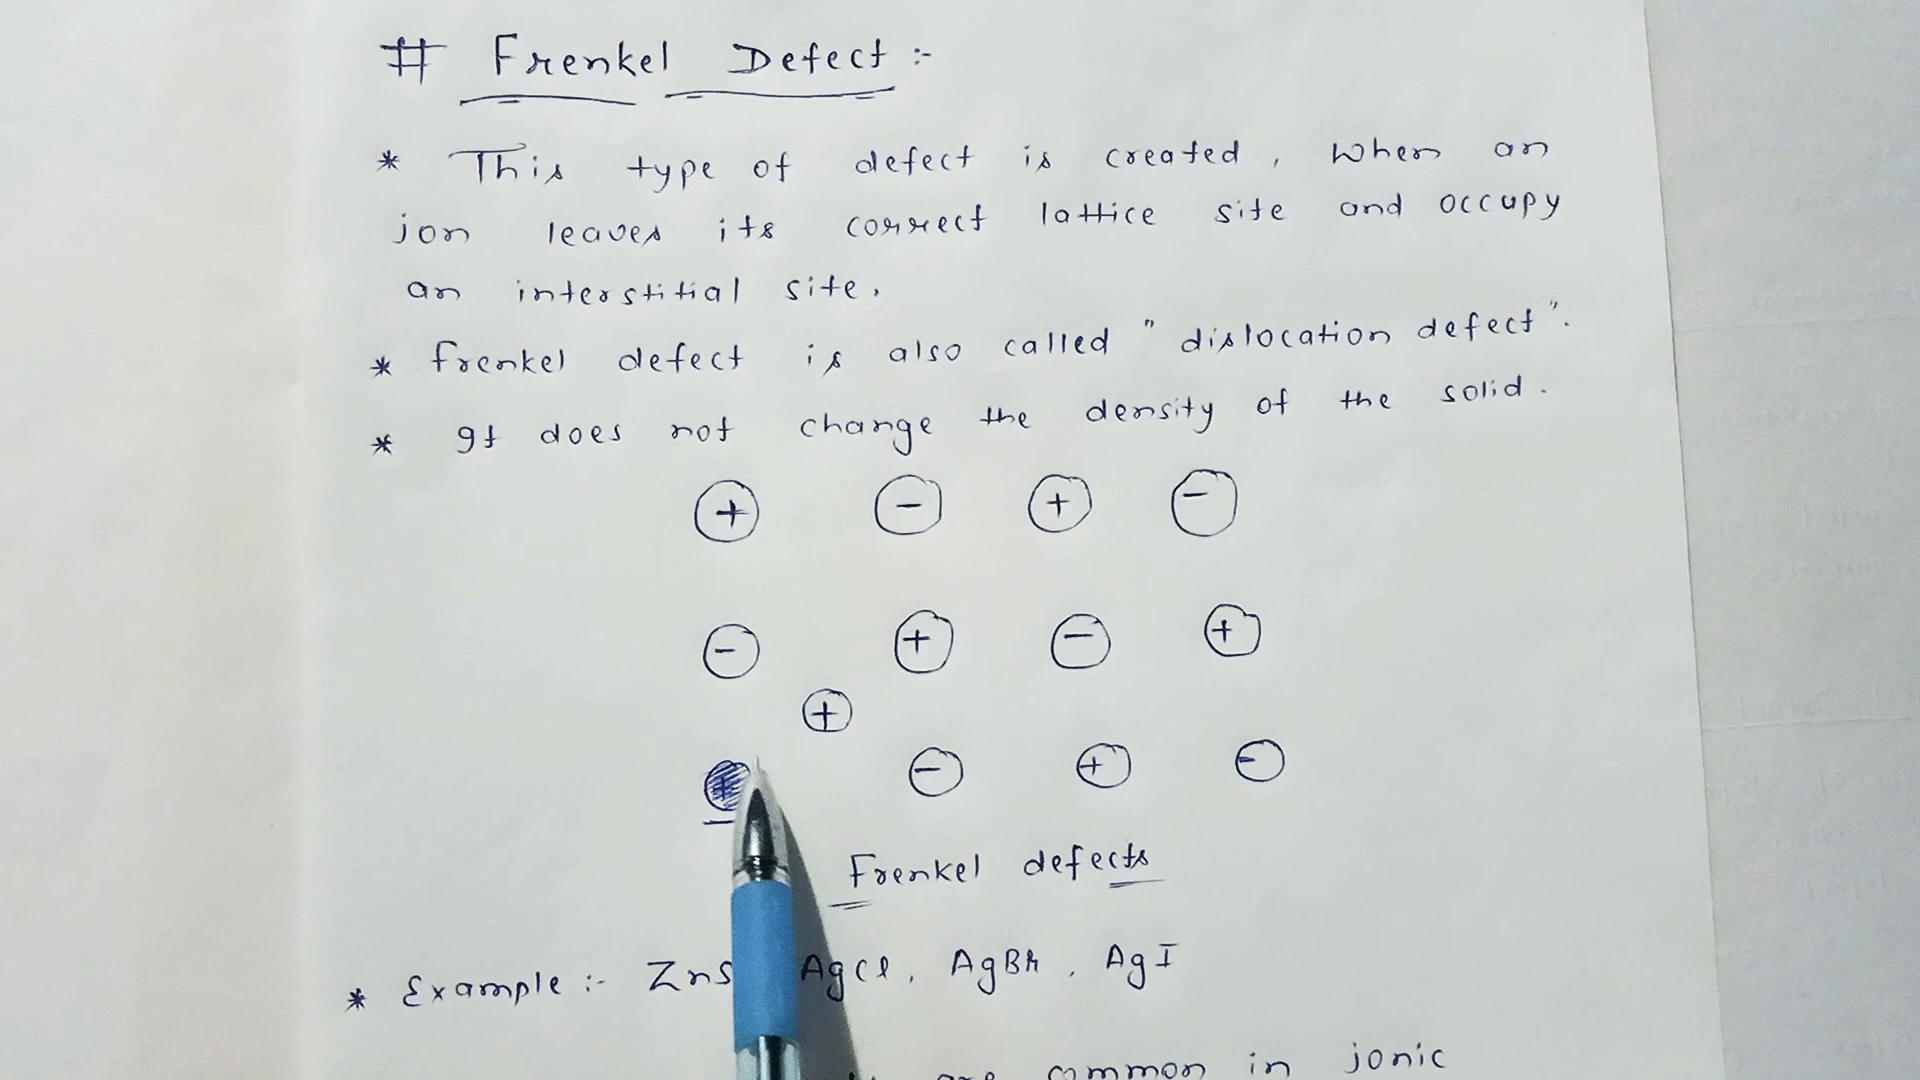 # Frenkel Defect :-
* This type of defect is created, when an
ion leaves its correct lattice site and occupy
an interstitial site.
* Frenkel defect is also called "dislocation defect".
* It does not change the density of the solid.
+ - + -
- + - +
+
+ - + -
Frenkel defects
* Example :- ZnS AgCl, AgBr, AgI
are common in ionic